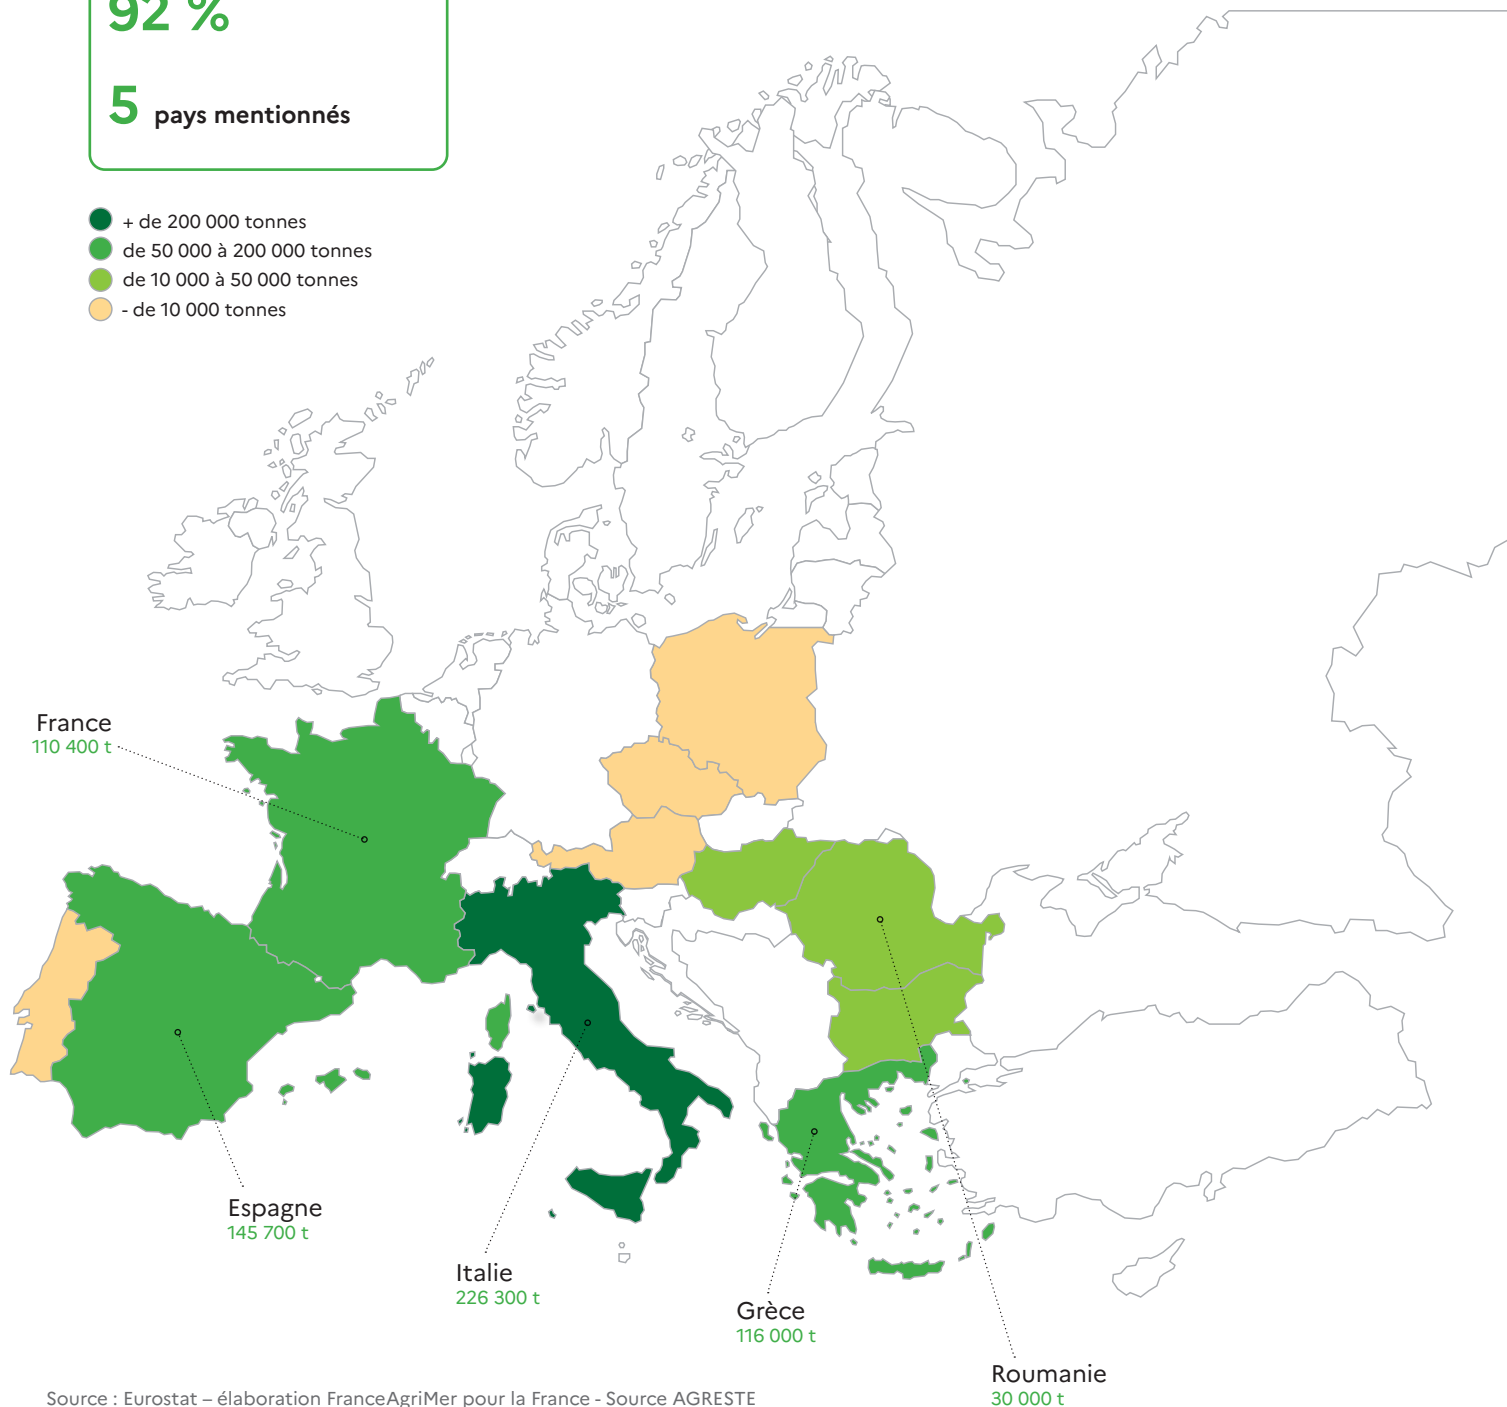 92 %
5 pays mentionnés
+ de 200 000 tonnes
de 50 000 à 200 000 tonnes
de 10 000 à 50 000 tonnes
- de 10 000 tonnes
France
110 400 t
Espagne
145 700 t
Italie
226 300 t
Grèce
116 000 t
Roumanie
30 000 t
Source : Eurostat – élaboration FranceAgriMer pour la France - Source AGRESTE